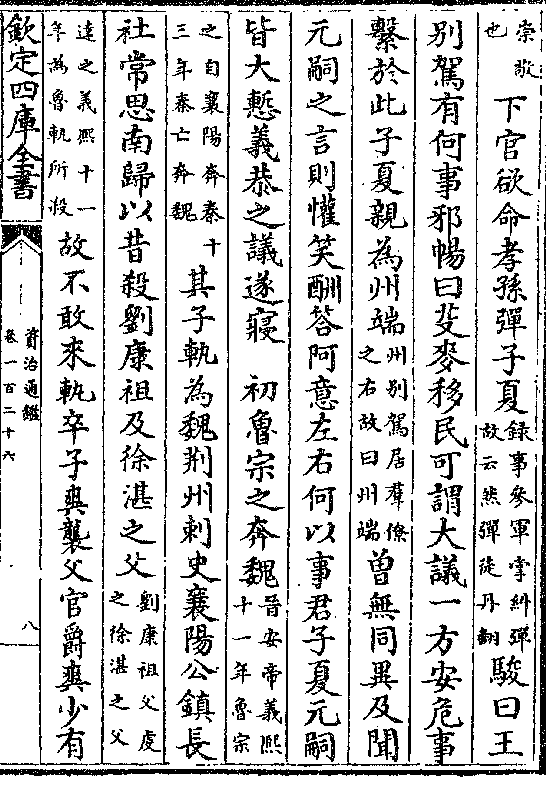 崇敬也下官欲命孝孫彈子夏録事參軍掌糾彈故云然彈徒丹翻駿曰王
别駕有何事邪暢曰芟麥移民可謂大議一方安危事
繫於此子夏親為州端州别駕居羣僚之右故曰州端曽無同異及聞
元嗣之言則懽笑酬答阿意左右何以事君子夏元嗣
皆大慙義恭之議遂寢　初魯宗之奔魏晉安帝義熙十一年魯宗
之自襄陽奔秦十三年秦亡奔魏其子軌為魏荆州刺史襄陽公鎮長
社常思南歸以昔殺劉康祖及徐湛之父劉康祖父虔之徐湛之父
逵之義熙十一年為魯軌所殺故不敢來軌卒子爽襲父官爵爽少有
欽定四庫全書
資治通鑑
卷一百二十六
八